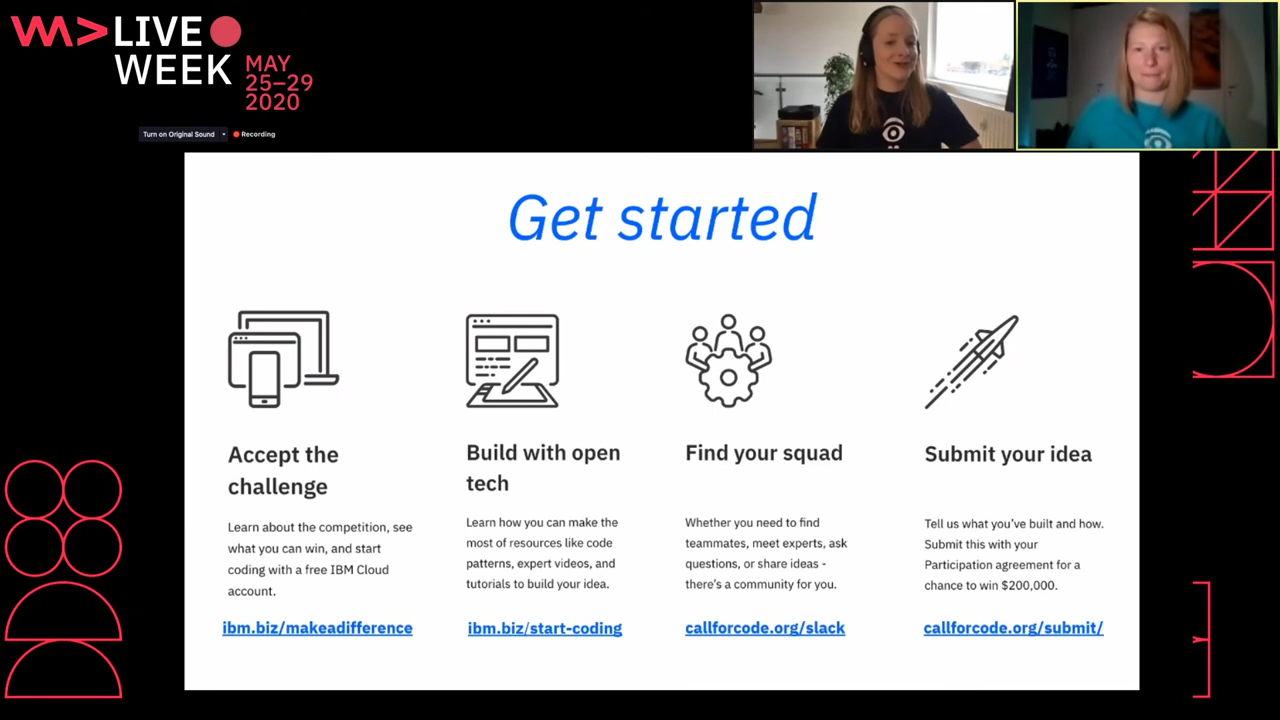 WA> LIVE
WEEK
MAY
25–29
2020
Turn on Original Sound
Recording
Get started
Accept the
challenge
Learn about the competition, see
what you can win, and start
coding with a free IBM Cloud
account.
ibm.biz/makeadifference
Build with open
tech
Learn how you can make the
most of resources like code
patterns, expert videos, and
tutorials to build your idea.
ibm.biz/start-coding
Find your squad
Whether you need to find
teammates, meet experts, ask
questions, or share ideas -
there's a community for you.
callforcode.org/slack
Submit your idea
Tell us what you've built and how.
Submit this with your
Participation agreement for a
chance to win $200,000.
callforcode.org/submit/